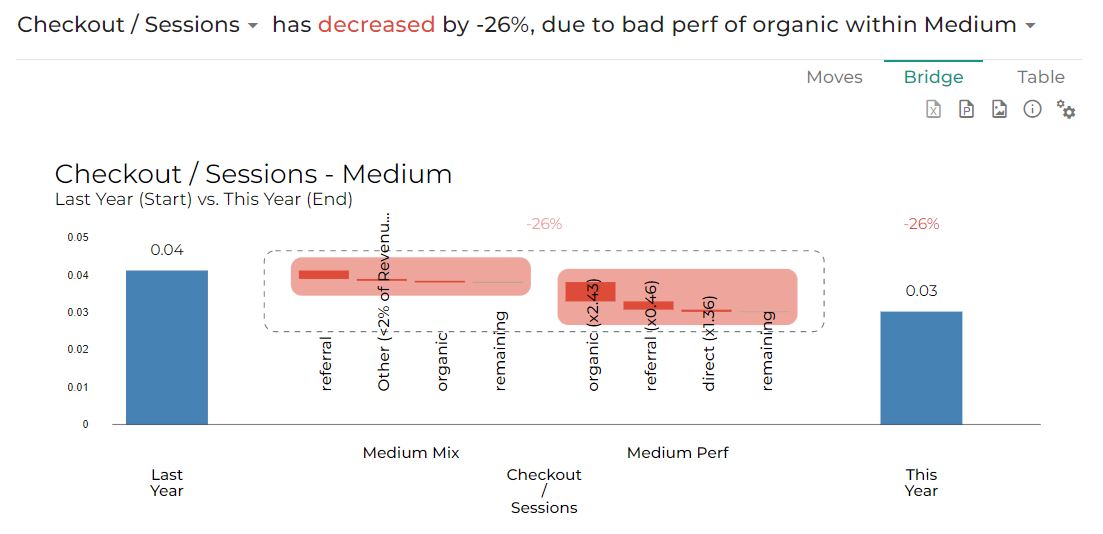 Checkout / Sessions has decreased by -26%, due to bad perf of organic within Medium
Moves Bridge Table
Checkout / Sessions - Medium
Last Year (Start) vs. This Year (End)
-26%
-26%
0.05
0.04
0.03
0.02
0.01
0
0.04
0.03
referral
Other (<2% of Revenu...
organic
remaining
organic (x2.43)
referral (x0.46)
direct (x1.36)
remaining
Medium Mix
Medium Perf
Last
Year
Checkout
/
Sessions
This
Year